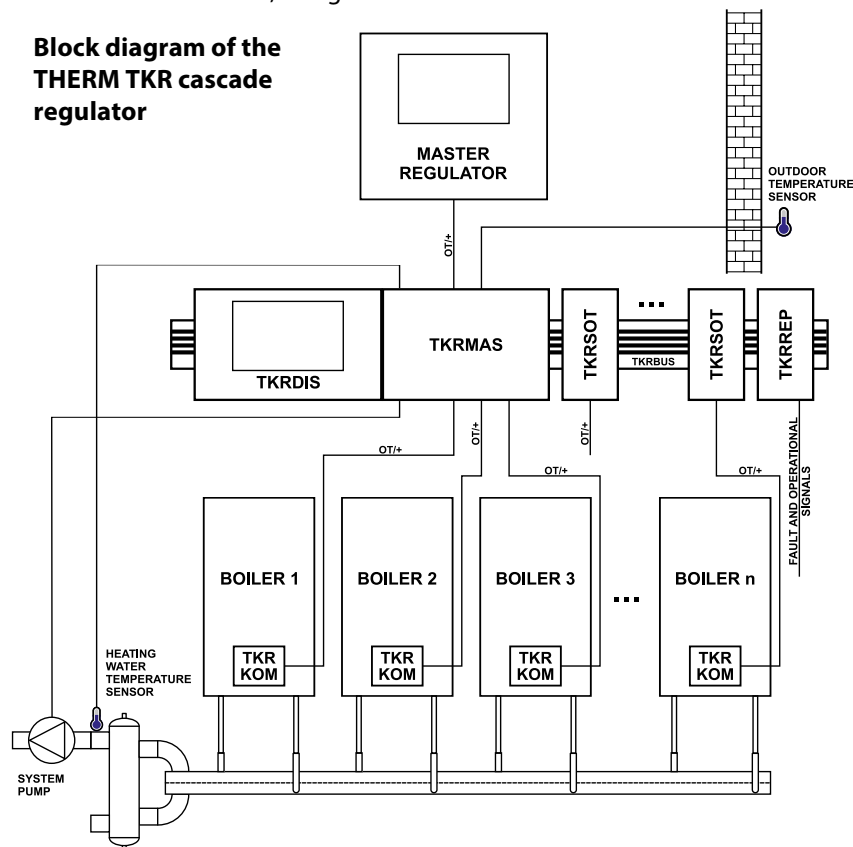 Block diagram of the
THERM TKR cascade
regulator
MASTER
REGULATOR
OUTDOOR
TEMPERATURE
SENSOR
OT/+
TKRDIS
TKRMAS
TKRSOT
...
TKRBUS
TKRSOT
TKRREP
OT/+
OT/+
OT/+
OT/+
OT/+
FAULT AND OPERATIONAL
SIGNALS
BOILER 1
BOILER 2
BOILER 3
...
BOILER n
TKR
KOM
TKR
KOM
TKR
KOM
TKR
KOM
HEATING
WATER
TEMPERATURE
SENSOR
SYSTEM
PUMP